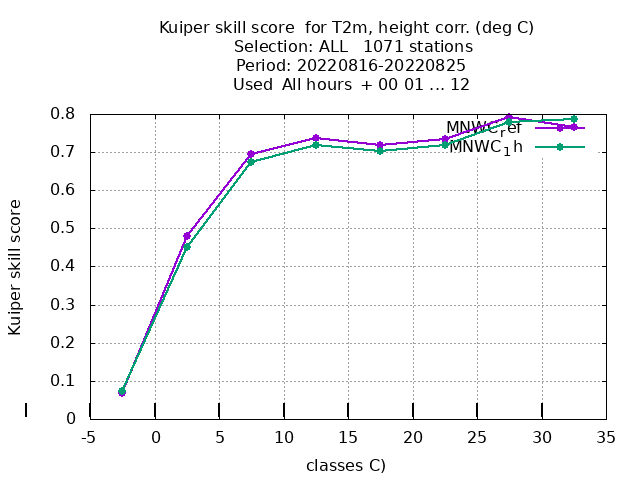 Kuiper skill score  for T2m, height corr. (deg C)
Selection: ALL   1071 stations
Period: 20220816-20220825
Used  All hours  + 00 01 ... 12
MNWC_ref
MNWC_1h
0.8
0.7
0.6
0.5
0.4
0.3
0.2
0.1
0
Kuiper skill score
-5 0 5 10 15 20 25 30 35
classes C)